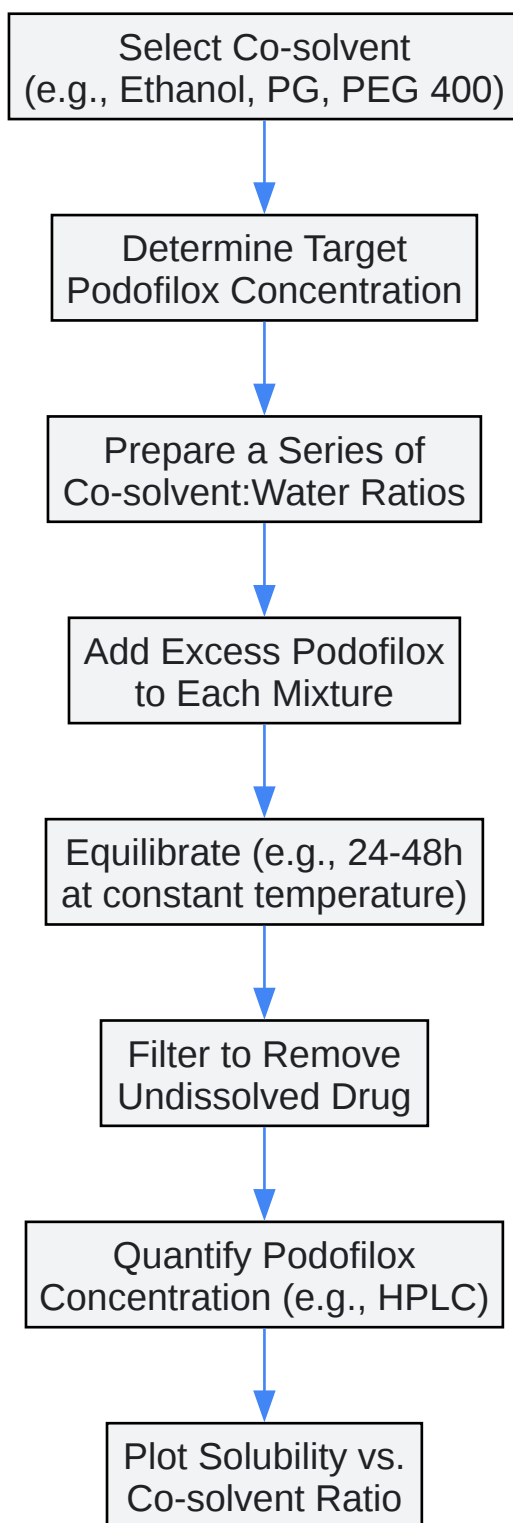 Select Co-solvent
(e.g., Ethanol, PG, PEG 400)
Determine Target
Podofilox Concentration
Prepare a Series of
Co-solvent:Water Ratios
Add Excess Podofilox
to Each Mixture
Equilibrate (e.g., 24-48h
at constant temperature)
Filter to Remove
Undissolved Drug
Quantify Podofilox
Concentration (e.g., HPLC)
Plot Solubility vs.
Co-solvent Ratio